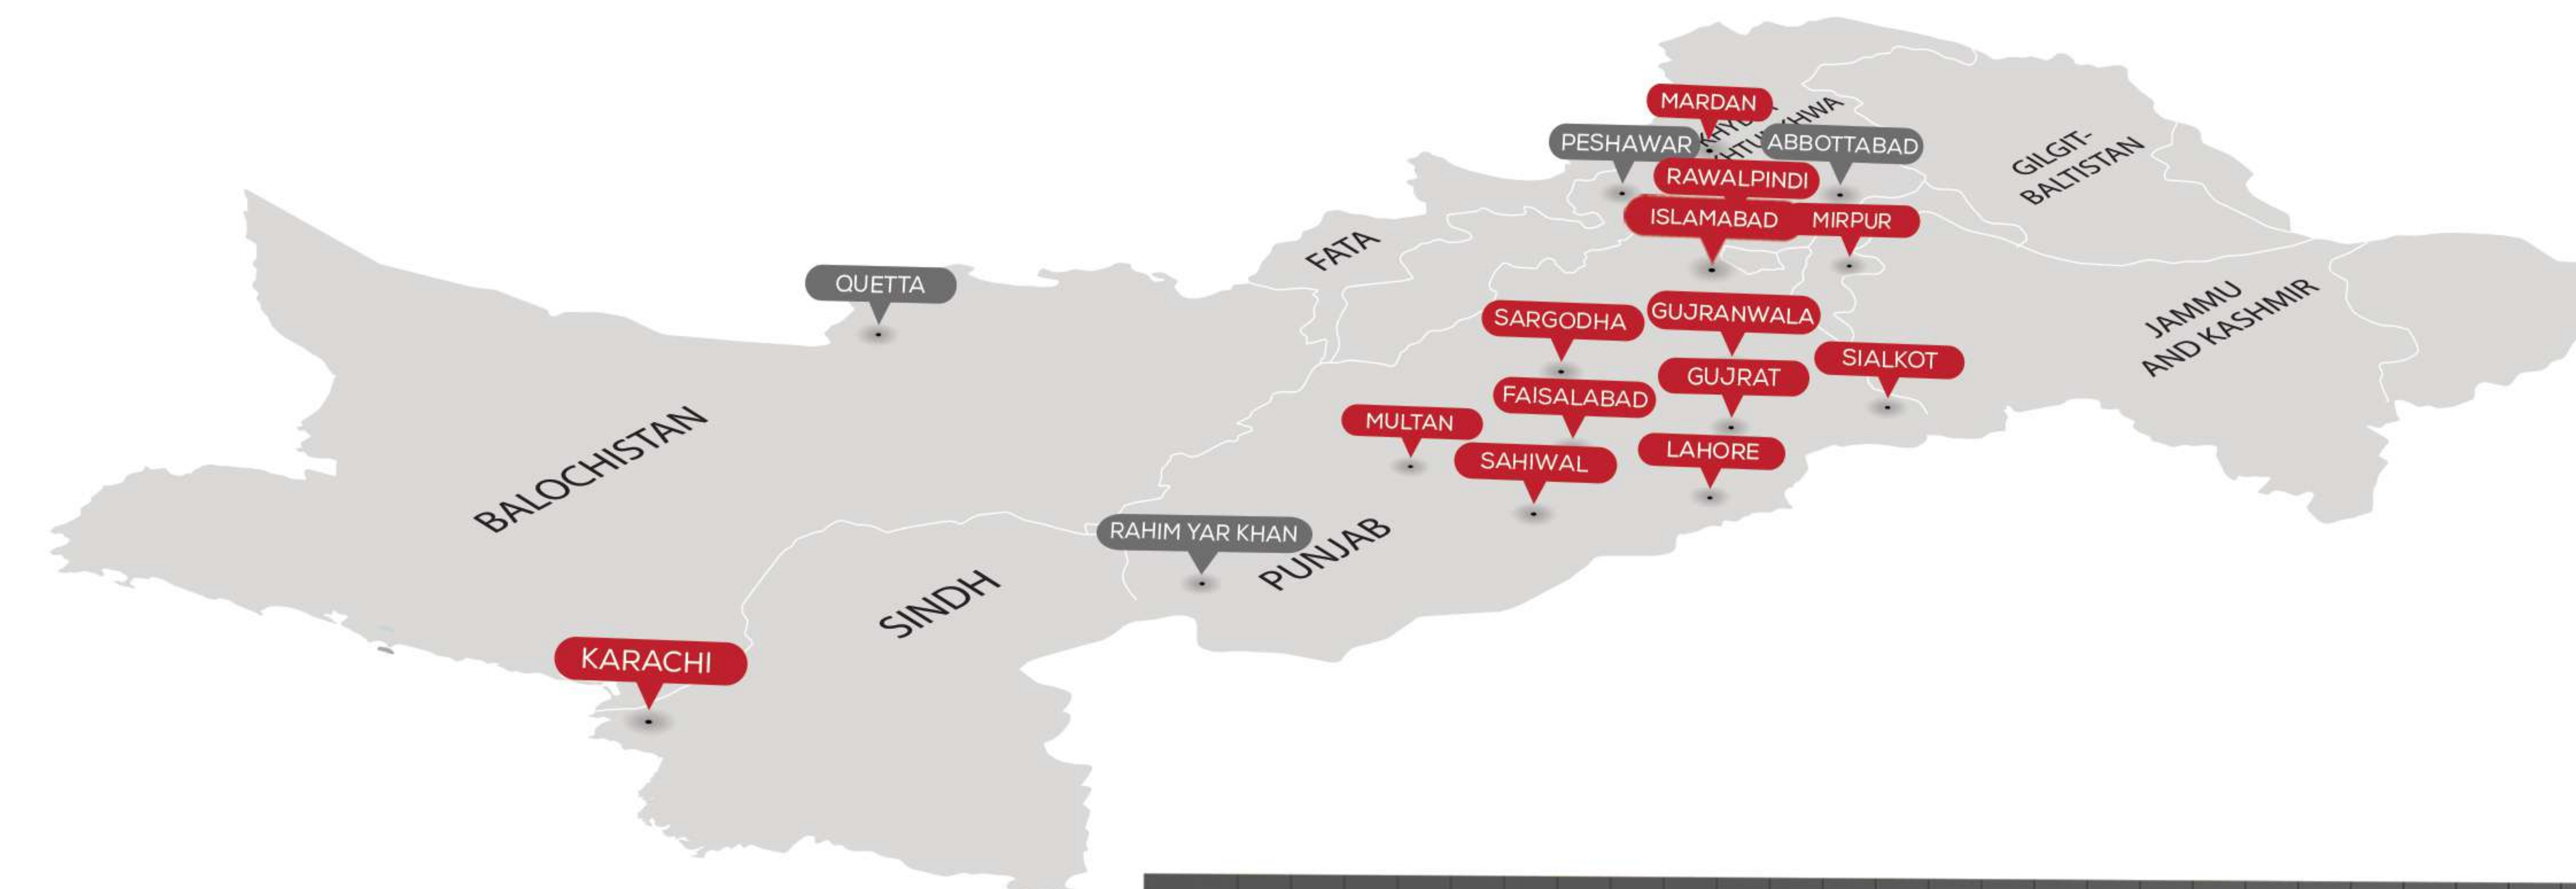 MARDAN
PESHAWAR
ABBOTTABAD
RAWALPINDI
ISLAMABAD
MIRPUR
GILGIT-
BALTISTAN
FATA
QUETTA
JAMMU
AND KASHMIR
SARGODHA
GUJRANWALA
SIALKOT
GUJRAT
FAISALABAD
MULTAN
LAHORE
SAHIWAL
BALOCHISTAN
RAHIM YAR KHAN
PUNJAB
SINDH
KARACHI